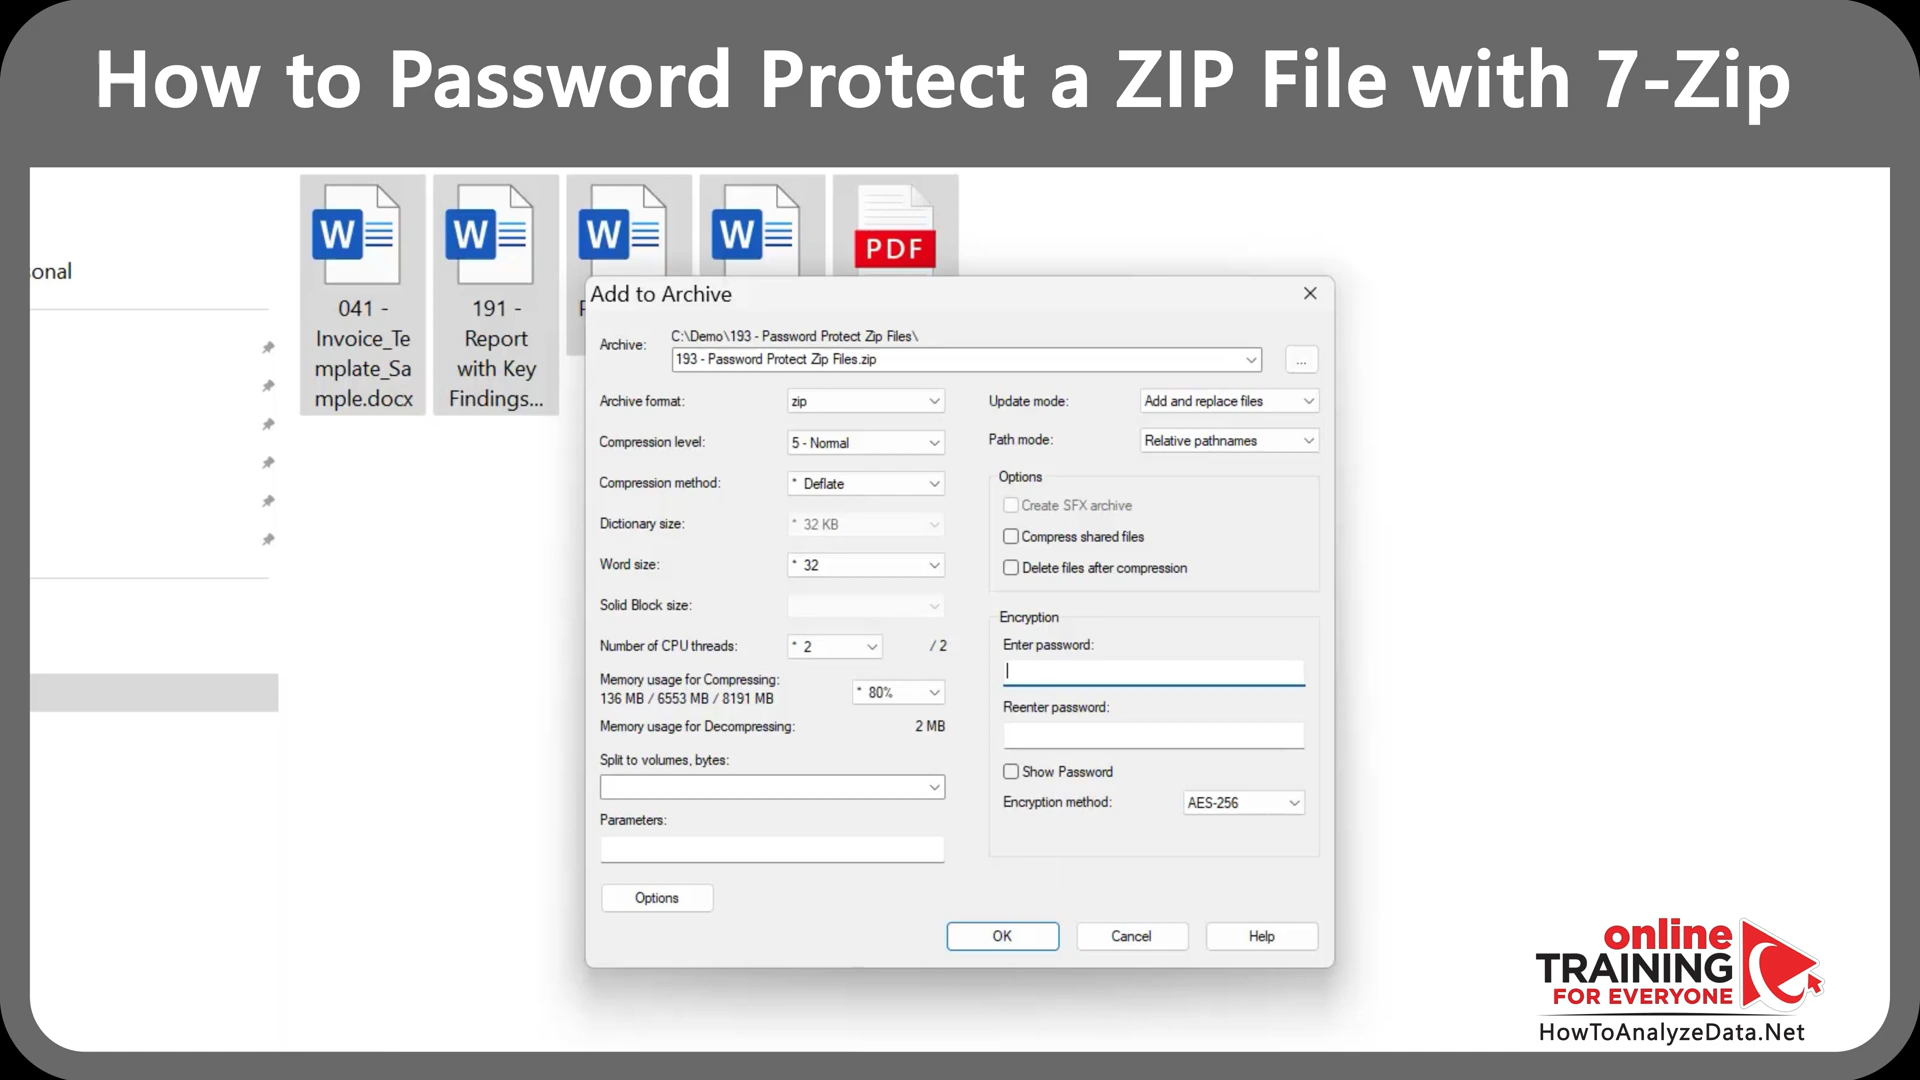 How to Password Protect a ZIP File with 7-Zip
onal
W
W
W
W
PDF
041 -
Invoice_Te
mplate_Sa
mple.docx
191 -
Report
with Key
Findings...
Add to Archive
Archive:
C:\Demo\193 - Password Protect Zip Files\
193 - Password Protect Zip Files.zip
...
Archive format:
zip
Compression level:
5 - Normal
Compression method:
* Deflate
Dictionary size:
* 32 KB
Word size:
* 32
Solid Block size:
Number of CPU threads:
* 2
/ 2
Memory usage for Compressing:
136 MB / 6553 MB / 8191 MB
* 80%
Memory usage for Decompressing:
2 MB
Split to volumes, bytes:
Parameters:
Options
Update mode:
Add and replace files
Path mode:
Relative pathnames
Options
Create SFX archive
Compress shared files
Delete files after compression
Encryption
Enter password:
Reenter password:
Show Password
Encryption method:
AES-256
OK
Cancel
Help
online
TRAINING
FOR EVERYONE
HowToAnalyzeData.Net